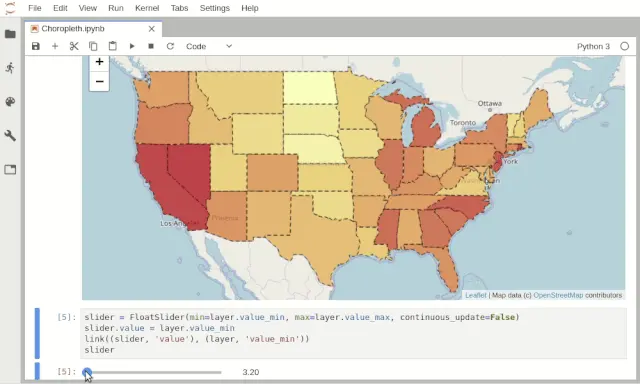 File Edit View Run Kernel Tabs Settings Help
Choropleth.ipynb
Code
Python 3
+
−
Ottawa
Toronto
York
Los Angeles
Phoenix
Leaflet | Map data (c) OpenStreetMap contributors
[5]: slider = FloatSlider(min=layer.value_min, max=layer.value_max, continuous_update=False)
slider.value = layer.value_min
link((slider, 'value'), (layer, 'value_min'))
slider
[5]: 3.20